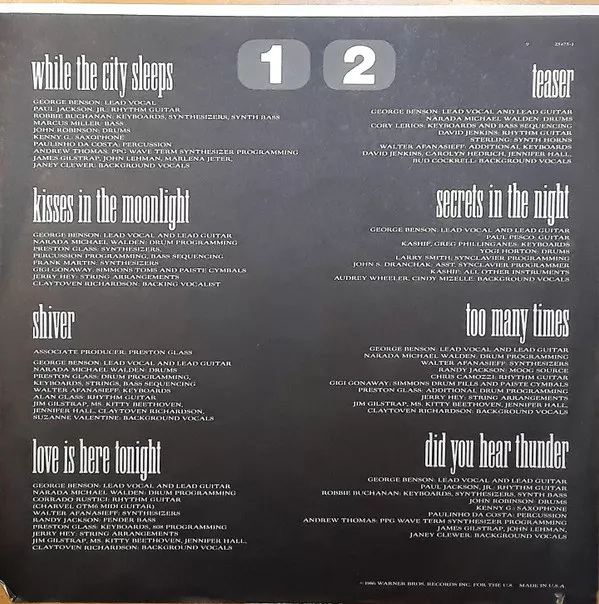 1 2
9 25475-1
while the city sleeps
GEORGE BENSON: LEAD VOCAL
PAUL JACKSON, JR.: RHYTHM GUITAR
ROBBIE BUCHANAN: KEYBOARDS, SYNTHESIZERS, SYNTH BASS
MARCUS MILLER: BASS
JOHN ROBINSON: DRUMS
KENNY G.: SAXOPHONE
PAULINHO DA COSTA: PERCUSSION
ANDREW THOMAS, PPG WAVE TERM SYNTHESIZER PROGRAMMING
JAMES GILSTRAP, JOHN LEHMAN, MARLENA JETER,
JANEY CLEWER: BACKGROUND VOCALS
kisses in the moonlight
GEORGE BENSON: LEAD VOCAL AND LEAD GUITAR
NARADA MICHAEL WALDEN: DRUM PROGRAMMING
PRESTON GLASS: SYNTHESIZERS,
PERCUSSION PROGRAMMING, BASS SEQUENCING
FRANK MARTIN: SYNTHESIZERS
GIGI GONAWAY: SIMMONS TOMS AND PAISTE CYMBALS
JERRY HEY: STRING ARRANGEMENTS
CLAYTOVEN RICHARDSON: BACKING VOCALIST
shiver
ASSOCIATE PRODUCER: PRESTON GLASS
GEORGE BENSON: LEAD VOCAL AND LEAD GUITAR
NARADA MICHAEL WALDEN: DRUMS
PRESTON GLASS: DRUM PROGRAMMING,
KEYBOARDS, STRINGS, BASS SEQUENCING
WALTER AFANASIEFF: KEYBOARDS
ALAN GLASS: RHYTHM GUITAR
JIM GILSTRAP, MS. KITTY BEETHOVEN,
JENNIFER HALL, CLAYTOVEN RICHARDSON,
SUZANNE VALENTINE: BACKGROUND VOCALS
love is here tonight
GEORGE BENSON: LEAD VOCAL AND LEAD GUITAR
NARADA MICHAEL WALDEN: DRUM PROGRAMMING
CORRADO RUSTICI: RHYTHM GUITAR
(CHARVEL GTM6 MIDI GUITAR)
WALTER AFANASIEFF: SYNTHESIZERS
RANDY JACKSON: FENDER BASS
PRESTON GLASS: KEYBOARDS, 808 PROGRAMMING
JERRY HEY: STRING ARRANGEMENTS
JIM GILSTRAP, MS. KITTY BEETHOVEN, JENNIFER HALL,
CLAYTOVEN RICHARDSON: BACKGROUND VOCALS
teaser
GEORGE BENSON: LEAD VOCAL AND LEAD GUITAR
NARADA MICHAEL WALDEN: DRUMS
CORY LERIOS: KEYBOARDS AND BASS SEQUENCING
DAVID JENKINS: RHYTHM GUITAR
STERLING: SYNTH HORNS
WALTER AFANASIEFF: ADDITIONAL KEYBOARDS
DAVID JENKINS, CAROLYN HEDRICH, JENNIFER HALL,
BUD COCKRELL: BACKGROUND VOCALS
secrets in the night
GEORGE BENSON: LEAD VOCAL AND LEAD GUITAR
PAUL PESCO: GUITAR
KASHIF, GREG PHILLINGANES: KEYBOARDS
YOGI HORTON: DRUMS
LARRY SMITH: SYNCLAVIER PROGRAMMING
JOHN S. DRANCHAK: ASST. SYNCLAVIER PROGRAMMER
KASHIF: ALL OTHER INSTRUMENTS
AUDREY WHEELER, CINDY MIZELLE: BACKGROUND VOCALS
too many times
GEORGE BENSON: LEAD VOCAL AND LEAD GUITAR
NARADA MICHAEL WALDEN: DRUM PROGRAMMING
WALTER AFANASIEFF: SYNTHESIZERS
RANDY JACKSON: MOOG SOURCE
CHRIS CAMOZZI: RHYTHM GUITAR
GIGI GONAWAY: SIMMONS DRUM FILLS AND PAISTE CYMBALS
PRESTON GLASS: ADDITIONAL DRUM PROGRAMMING
JERRY HEY: STRING ARRANGEMENTS
JIM GILSTRAP, MS. KITTY BEETHOVEN, JENNIFER HALL,
CLAYTOVEN RICHARDSON: BACKGROUND VOCALS
did you hear thunder
GEORGE BENSON: LEAD VOCAL AND LEAD GUITAR
PAUL JACKSON, JR.: RHYTHM GUITAR
ROBBIE BUCHANAN: KEYBOARDS, SYNTHESIZERS, SYNTH BASS
JOHN ROBINSON: DRUMS
KENNY G.: SAXOPHONE
PAULINHO DA COSTA: PERCUSSION
ANDREW THOMAS: PPG WAVE TERM SYNTHESIZER PROGRAMMING
JAMES GILSTRAP, JOHN LEHMAN,
JANEY CLEWER: BACKGROUND VOCALS
©1986 WARNER BROS. RECORDS INC. FOR THE U.S. MADE IN U.S.A.